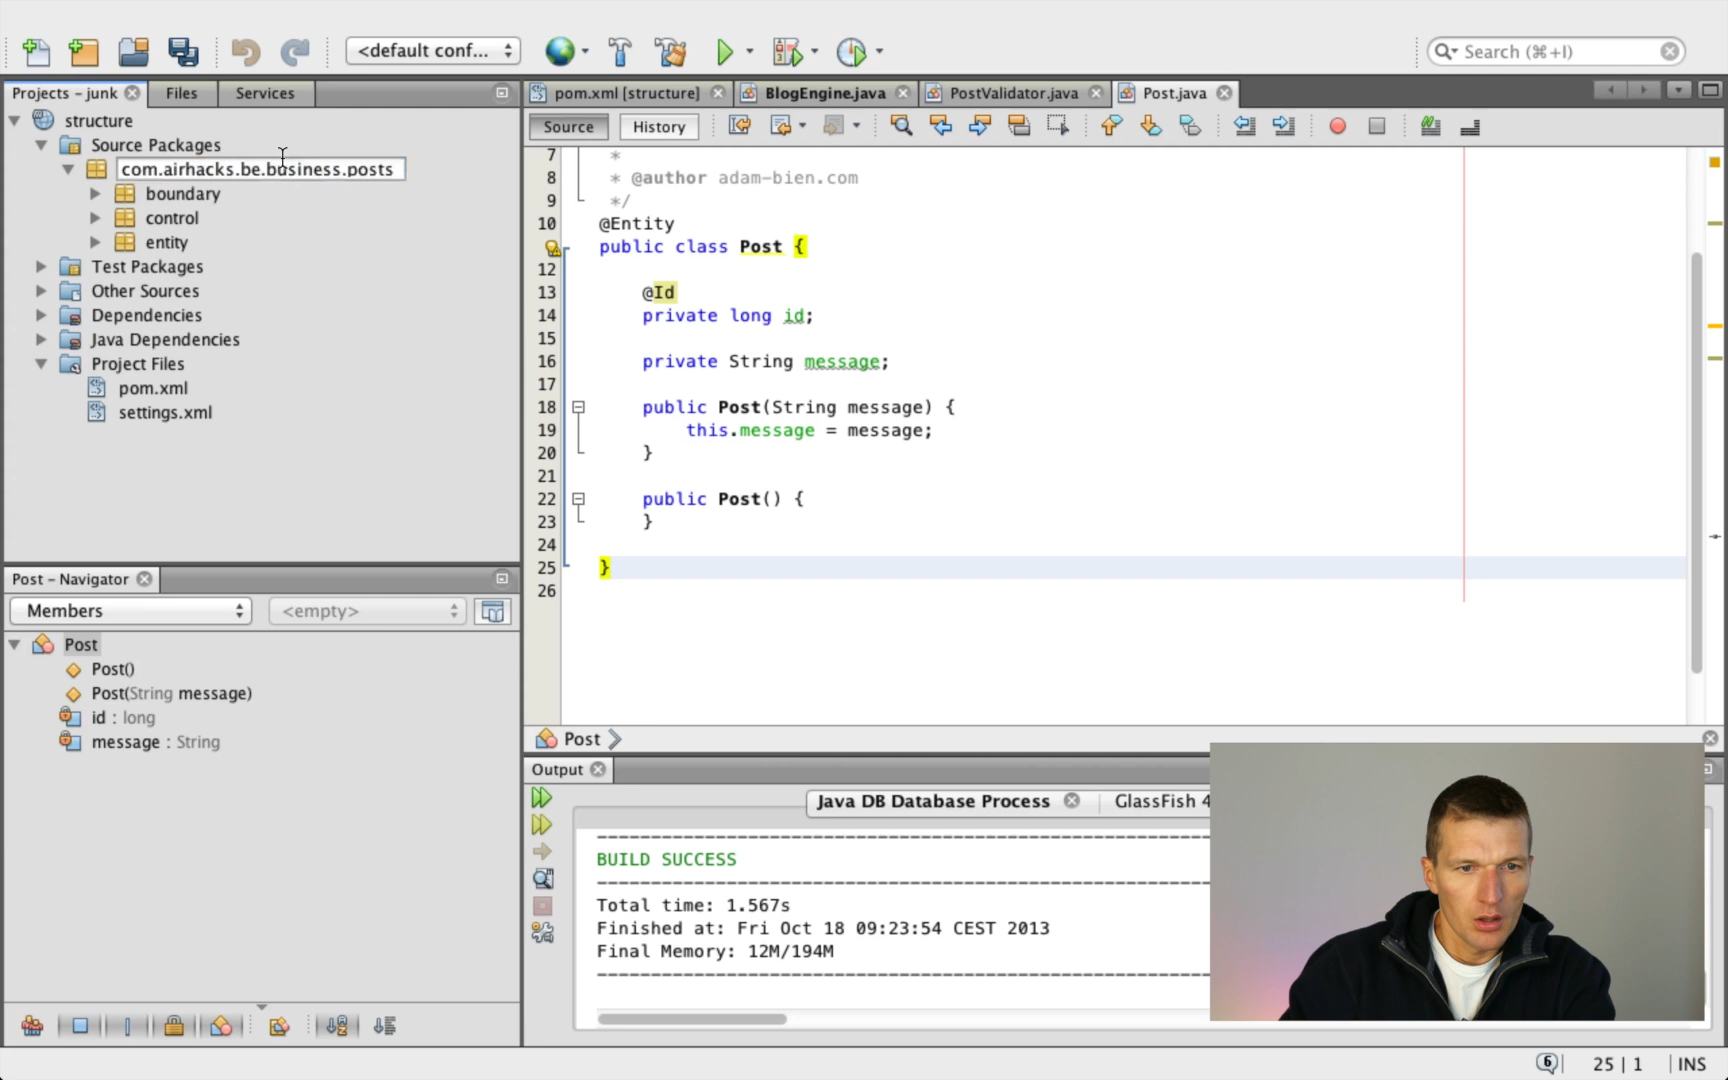 <default conf...
Search (⌘+I)
Projects – junk
Files
Services
structure
Source Packages
com.airhacks.be.business.posts
boundary
control
entity
Test Packages
Other Sources
Dependencies
Java Dependencies
Project Files
pom.xml
settings.xml
Post – Navigator
Members
<empty>
Post
Post()
Post(String message)
id : long
message : String
pom.xml [structure]
BlogEngine.java
PostValidator.java
Post.java
Source
History
7 *
8 * @author adam-bien.com
9 */
10 @Entity
public class Post {
12
13 @Id
14 private long id;
15
16 private String message;
17
18 public Post(String message) {
19 this.message = message;
20 }
21
22 public Post() {
23 }
24
25 }
26
Post
Output
Java DB Database Process
GlassFish 4
------------------------------------------------------------------------
BUILD SUCCESS
------------------------------------------------------------------------
Total time: 1.567s
Finished at: Fri Oct 18 09:23:54 CEST 2013
Final Memory: 12M/194M
------------------------------------------------------------------------
6
25 | 1
INS